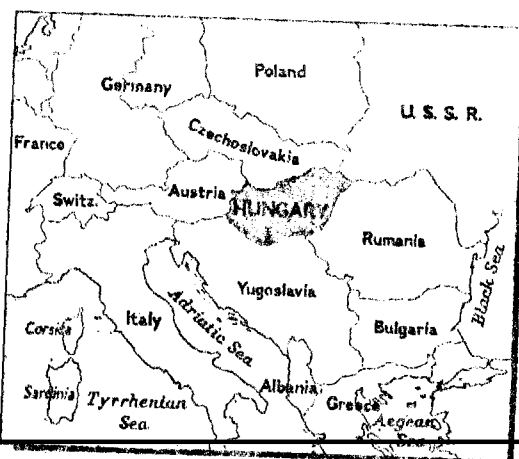 Poland
Germany
U. S. S. R.
Czechoslovakia
France
Switz.
Austria
HUNGARY
Rumania
Black Sea
Yugoslavia
Adriatic Sea
Italy
Bulgaria
Corsica
Sardinia
Tyrrhenian
Sea
Albania
Greece
Aegean
Sea